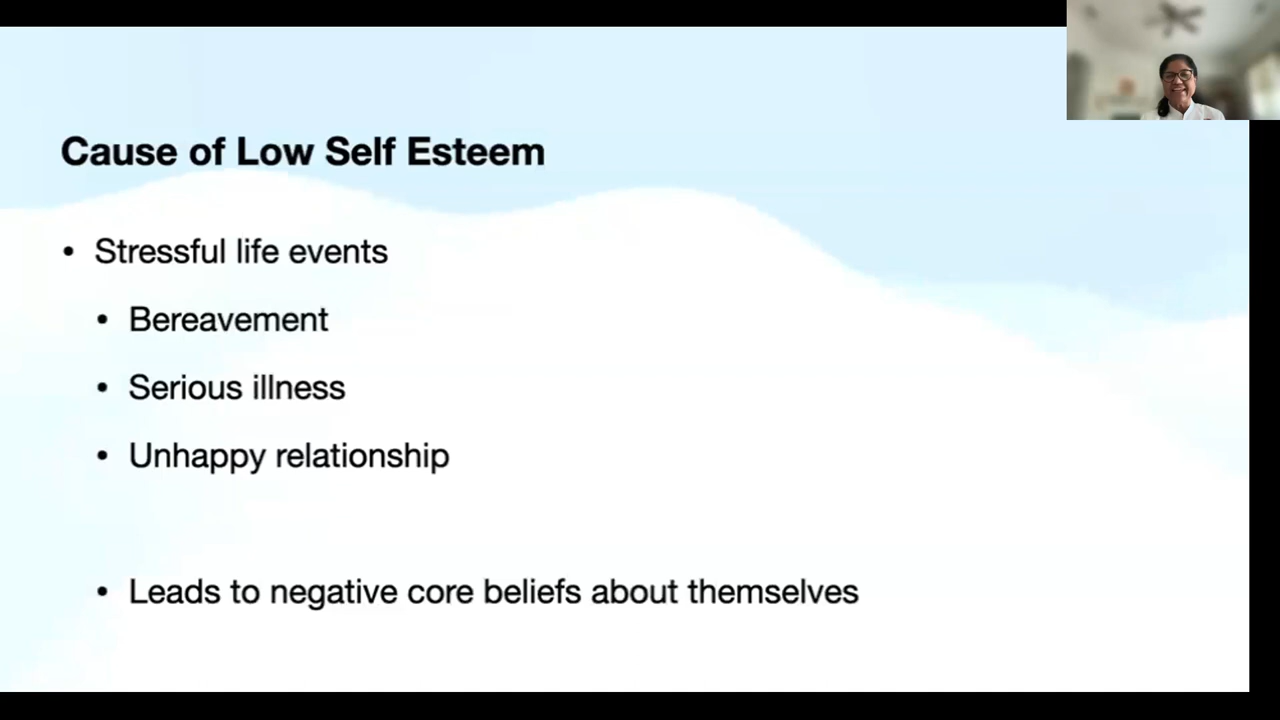 Cause of Low Self Esteem
• Stressful life events
• Bereavement
• Serious illness
• Unhappy relationship
• Leads to negative core beliefs about themselves